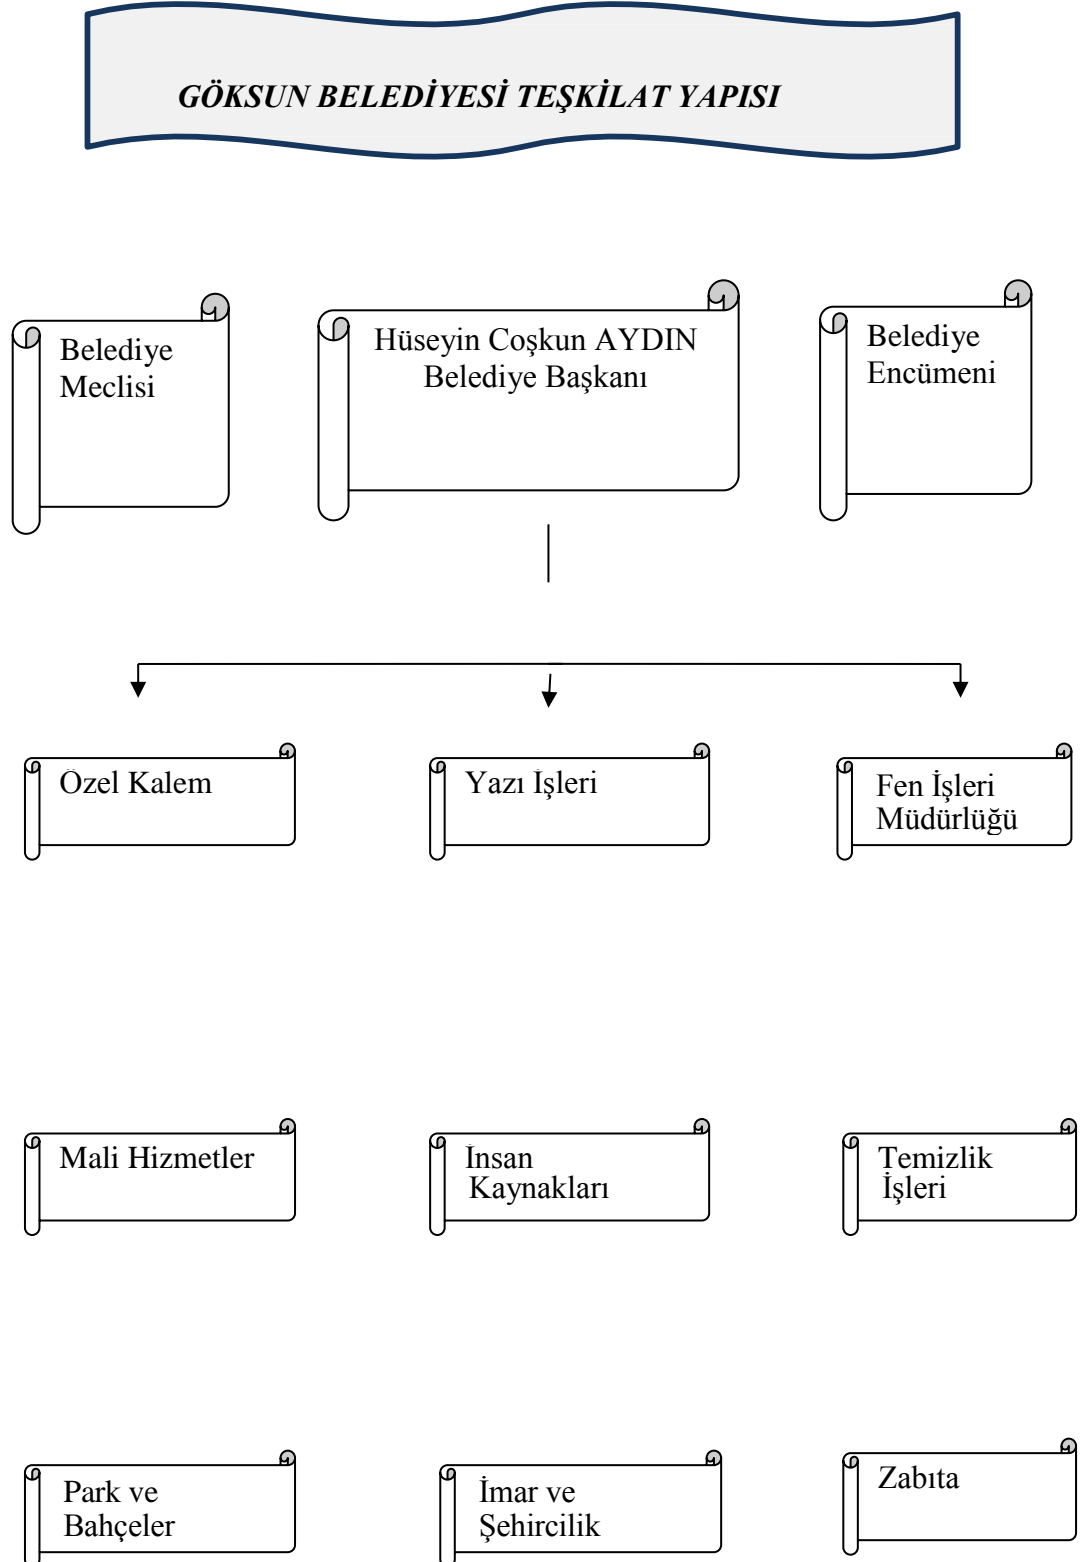 GÖKSUN BELEDİYESİ TEŞKİLAT YAPISI
Belediye
Meclisi
Hüseyin Coşkun AYDIN
Belediye Başkanı
Belediye
Encümeni
Özel Kalem
Yazı İşleri
Fen İşleri
Müdürlüğü
Mali Hizmetler
İnsan
Kaynakları
Temizlik
İşleri
Park ve
Bahçeler
İmar ve
Şehircilik
Zabıta